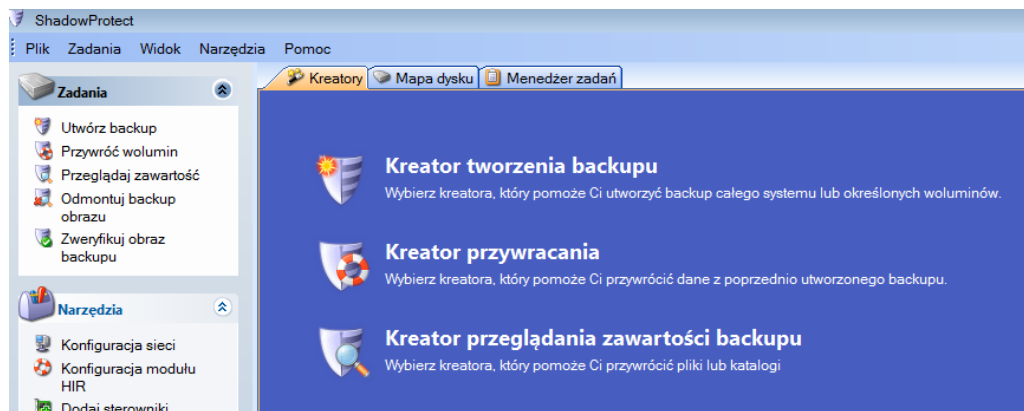 ShadowProtect
Plik Zadania Widok Narzędzia Pomoc
Zadania
Utwórz backup
Przywróć wolumin
Przeglądaj zawartość
Odmontuj backup
obrazu
Zweryfikuj obraz
backupu
Narzędzia
Konfiguracja sieci
Konfiguracja modułu
HIR
Dodaj sterowniki
Kreatory Mapa dysku Menedżer zadań
Kreator tworzenia backupu
Wybierz kreatora, który pomoże Ci utworzyć backup całego systemu lub określonych woluminów.
Kreator przywracania
Wybierz kreatora, który pomoże Ci przywrócić dane z poprzednio utworzonego backupu.
Kreator przeglądania zawartości backupu
Wybierz kreatora, który pomoże Ci przywrócić pliki lub katalogi